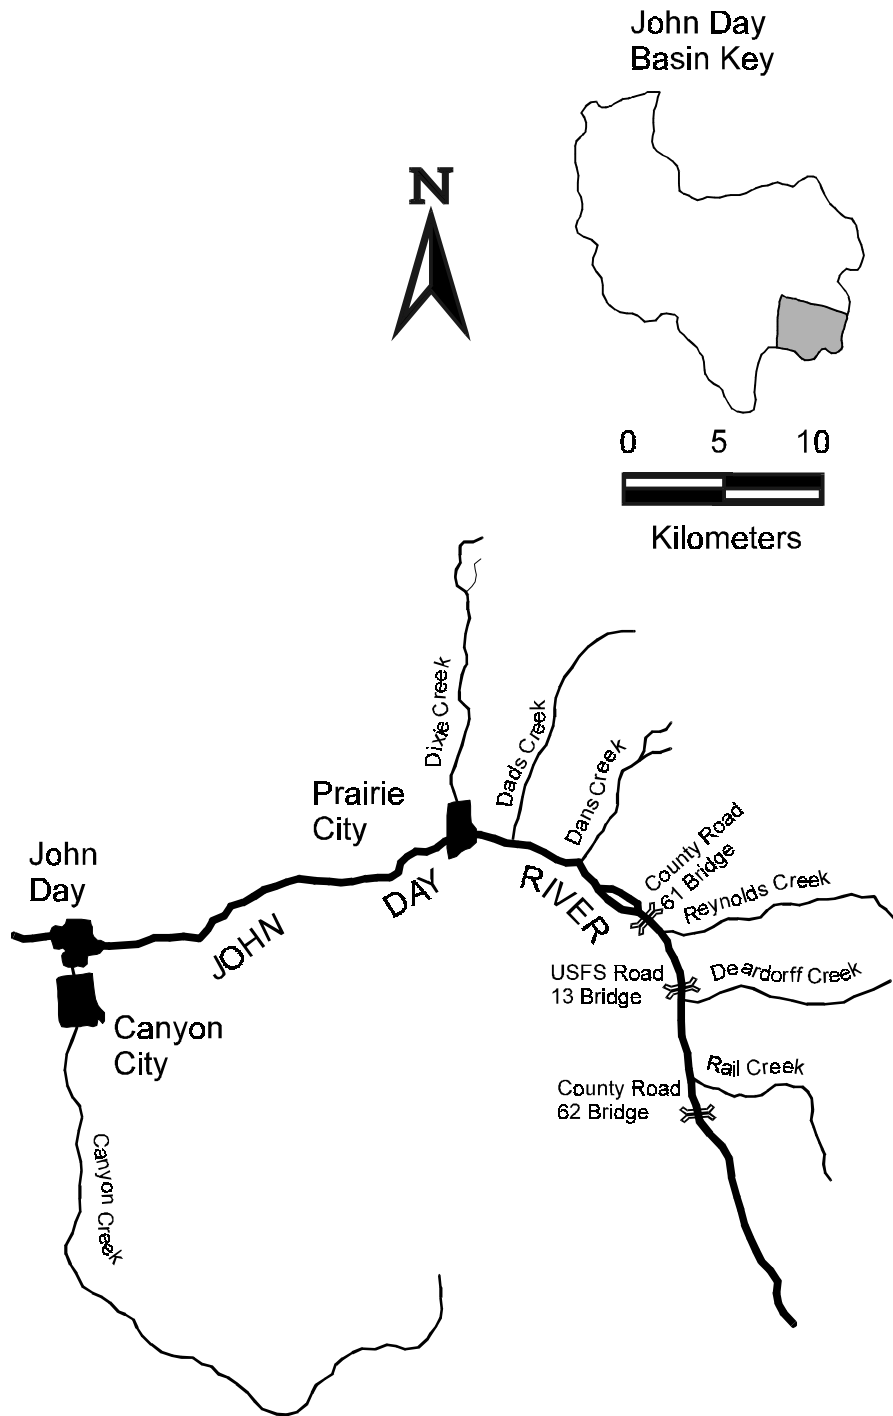 John Day
Basin Key
N
0 5 10
Kilometers
Dixie Creek
Dads Creek
Dans Creek
Prairie
City
John
Day
County Road
61 Bridge
JOHN DAY RIVER
Reynolds Creek
USFS Road
13 Bridge
Deardorff Creek
Canyon
City
Rail Creek
County Road
62 Bridge
Canyon Creek